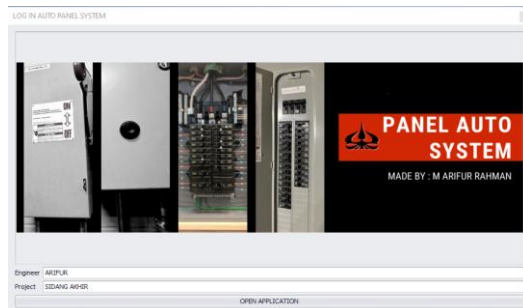 LOG IN AUTO PANEL SYSTEM
PANEL AUTO
SYSTEM
MADE BY : M ARIFUR RAHMAN
Engineer ARIFUR
Project SIDANG AKHIR
OPEN APPLICATION